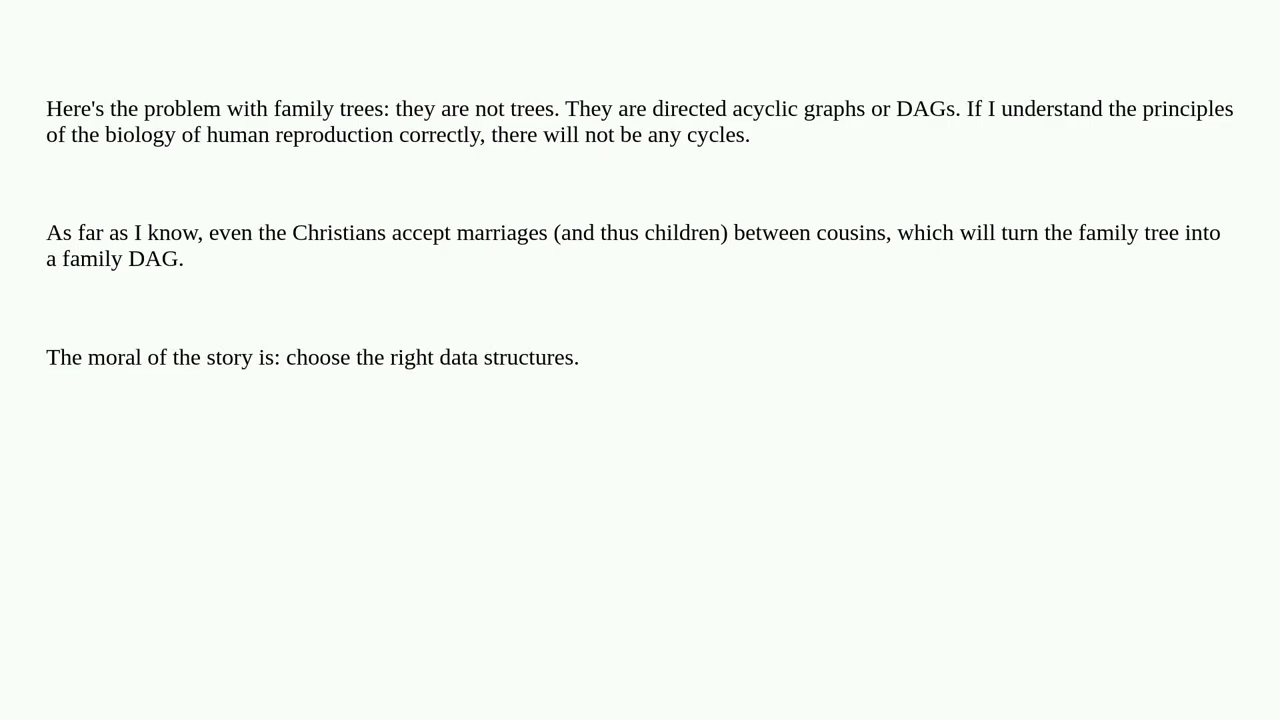 Here's the problem with family trees: they are not trees. They are directed acyclic graphs or DAGs. If I understand the principles
of the biology of human reproduction correctly, there will not be any cycles.
As far as I know, even the Christians accept marriages (and thus children) between cousins, which will turn the family tree into
a family DAG.
The moral of the story is: choose the right data structures.